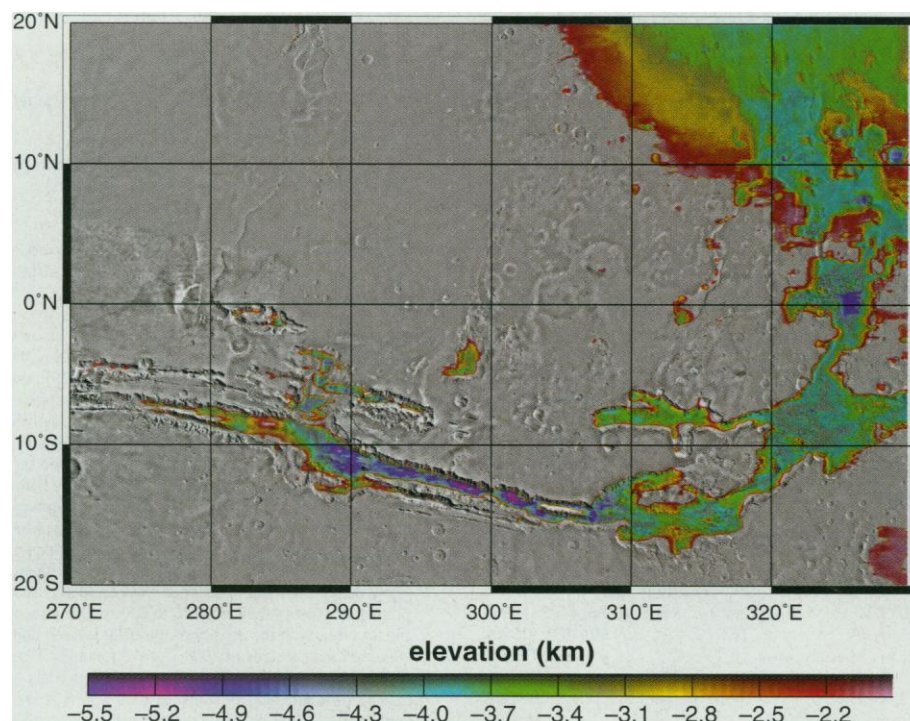 20°N
10°N
0°N
10°S
20°S
270°E 280°E 290°E 300°E 310°E 320°E
elevation (km)
–5.5 –5.2 –4.9 –4.6 –4.3 –4.0 –3.7 –3.4 –3.1 –2.8 –2.5 –2.2